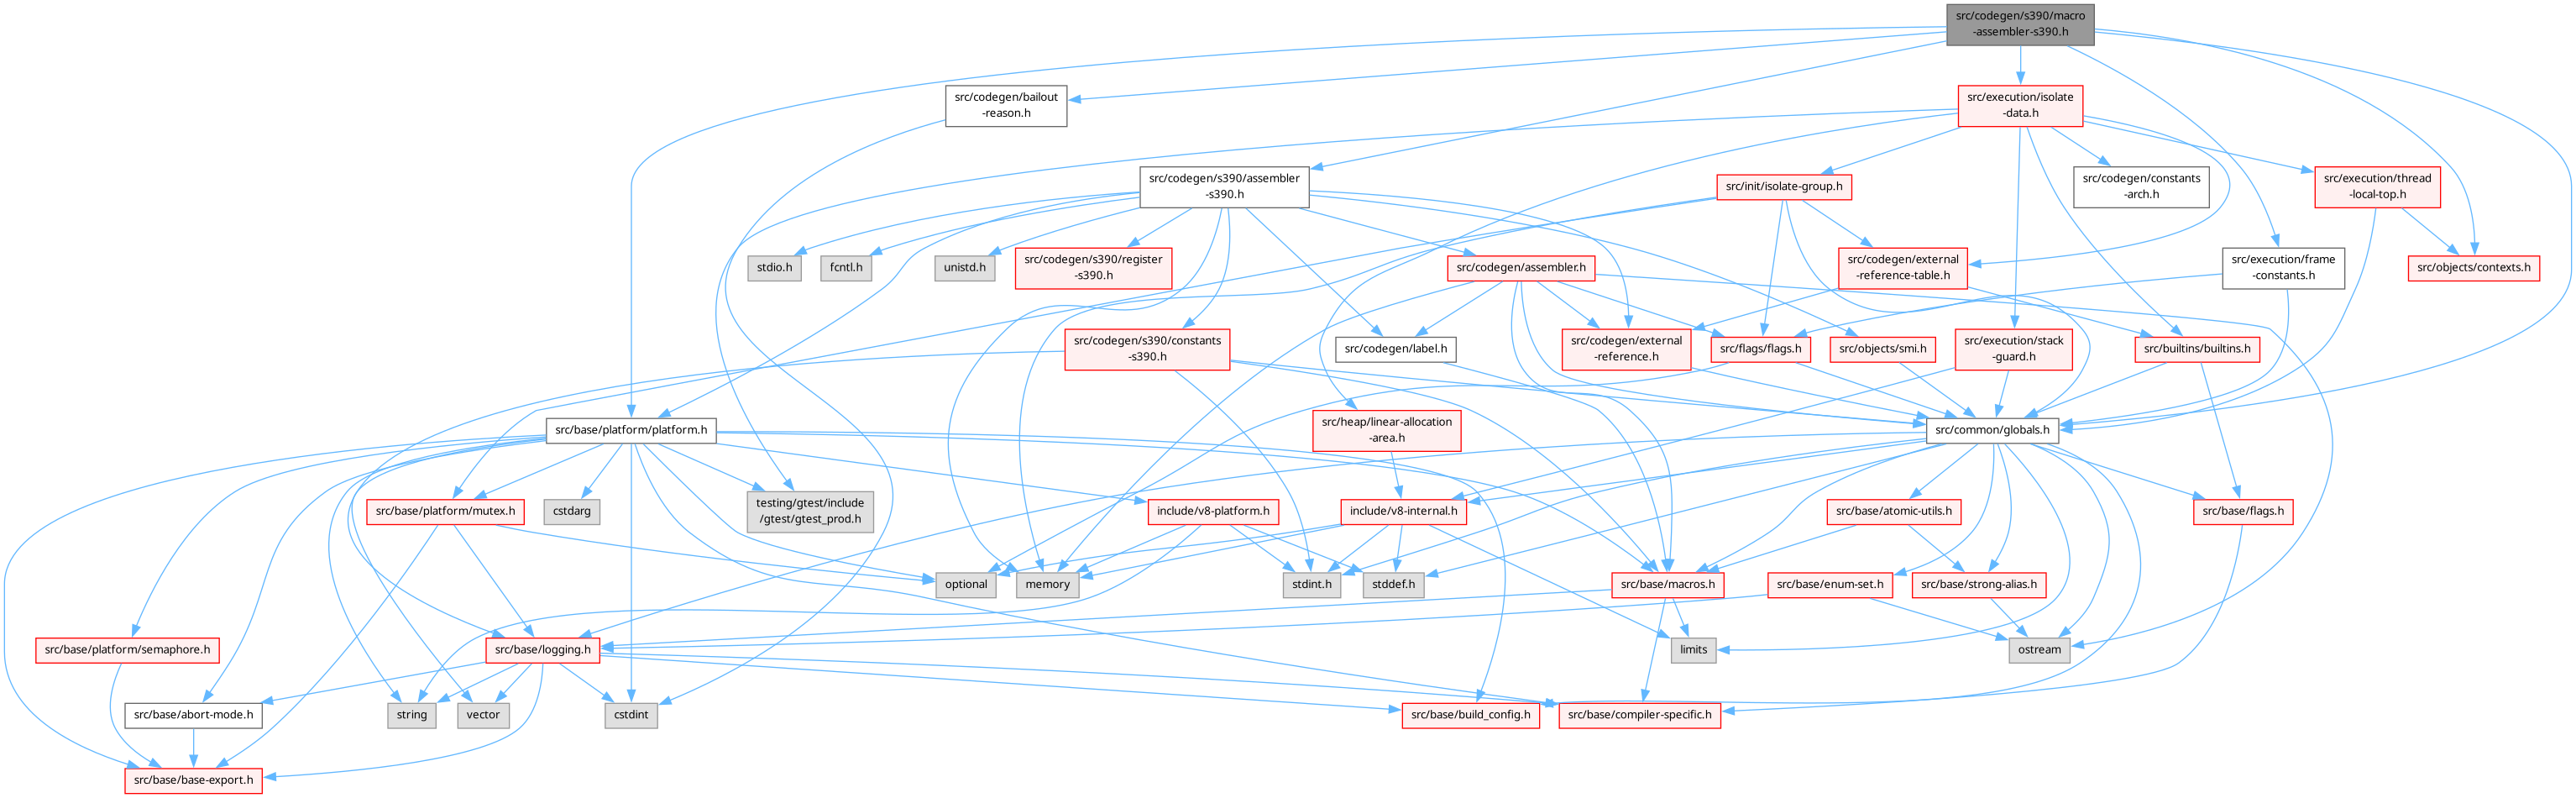 src/codegen/s390/macro
-assembler-s390.h
src/codegen/bailout
-reason.h
src/execution/isolate
-data.h
src/codegen/s390/assembler
-s390.h
src/init/isolate-group.h
src/codegen/constants
-arch.h
src/execution/thread
-local-top.h
stdio.h
fcntl.h
unistd.h
src/codegen/s390/register
-s390.h
src/codegen/assembler.h
src/codegen/external
-reference-table.h
src/execution/frame
-constants.h
src/objects/contexts.h
src/codegen/s390/constants
-s390.h
src/codegen/label.h
src/codegen/external
-reference.h
src/flags/flags.h
src/objects/smi.h
src/execution/stack
-guard.h
src/builtins/builtins.h
src/base/platform/platform.h
src/heap/linear-allocation
-area.h
src/common/globals.h
src/base/platform/mutex.h
cstdarg
testing/gtest/include
/gtest/gtest_prod.h
include/v8-platform.h
include/v8-internal.h
src/base/atomic-utils.h
src/base/flags.h
optional
memory
stdint.h
stddef.h
src/base/macros.h
src/base/enum-set.h
src/base/strong-alias.h
src/base/platform/semaphore.h
src/base/logging.h
limits
ostream
src/base/abort-mode.h
string
vector
cstdint
src/base/build_config.h
src/base/compiler-specific.h
src/base/base-export.h